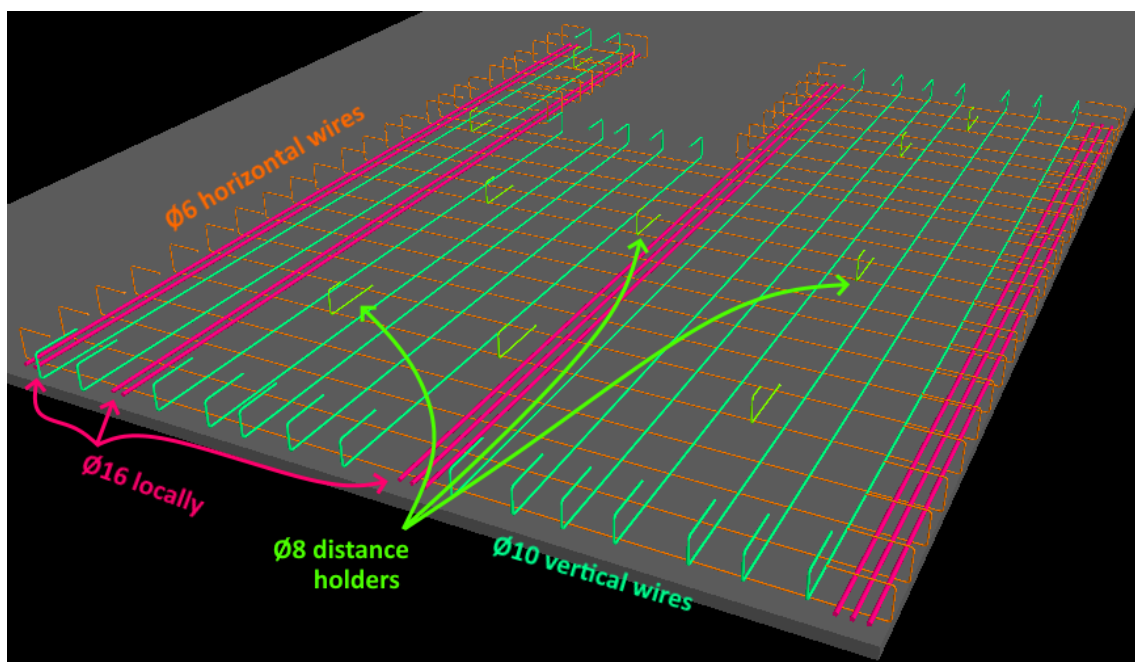 Ø6 horizontal wires
Ø16 locally
Ø8 distance
holders
Ø10 vertical wires